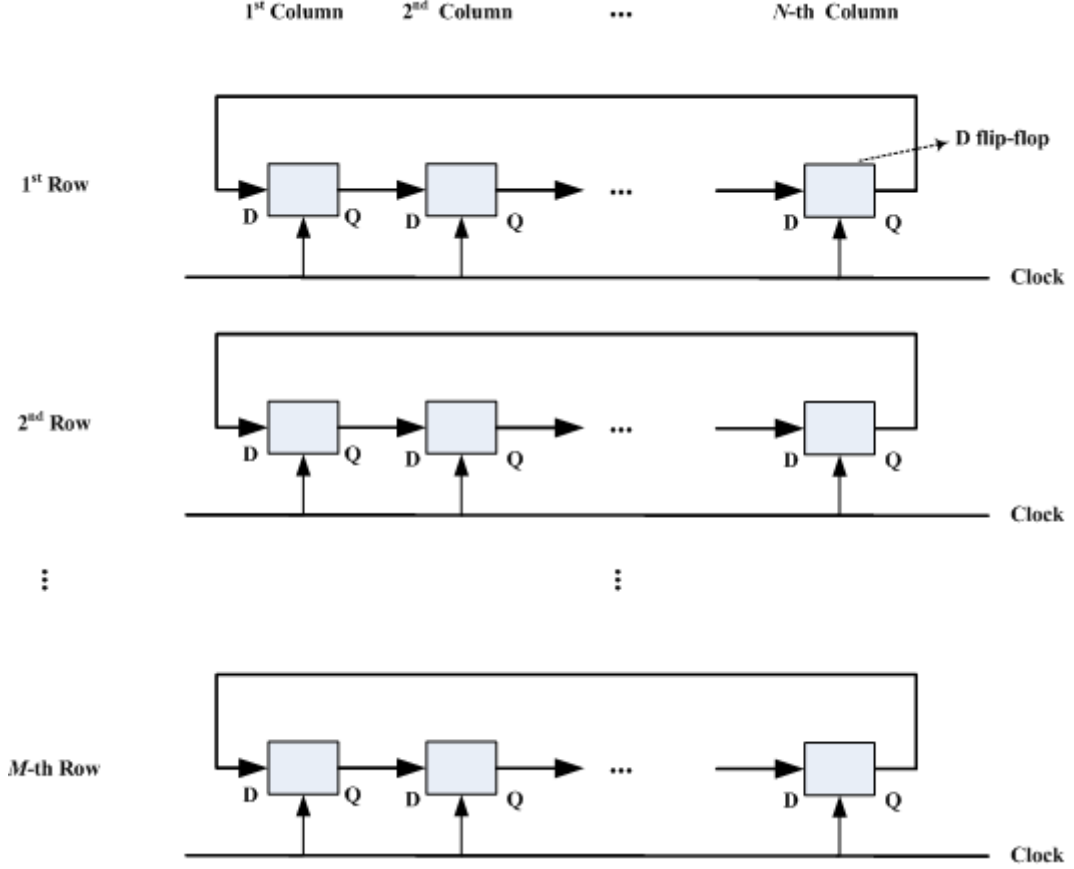 1st Column 2nd Column ... N-th Column
D flip-flop
1st Row
D Q D Q ... D Q
Clock
2nd Row
D Q D Q ... D Q
Clock
⋮ ⋮
M-th Row
D Q D Q ... D Q
Clock